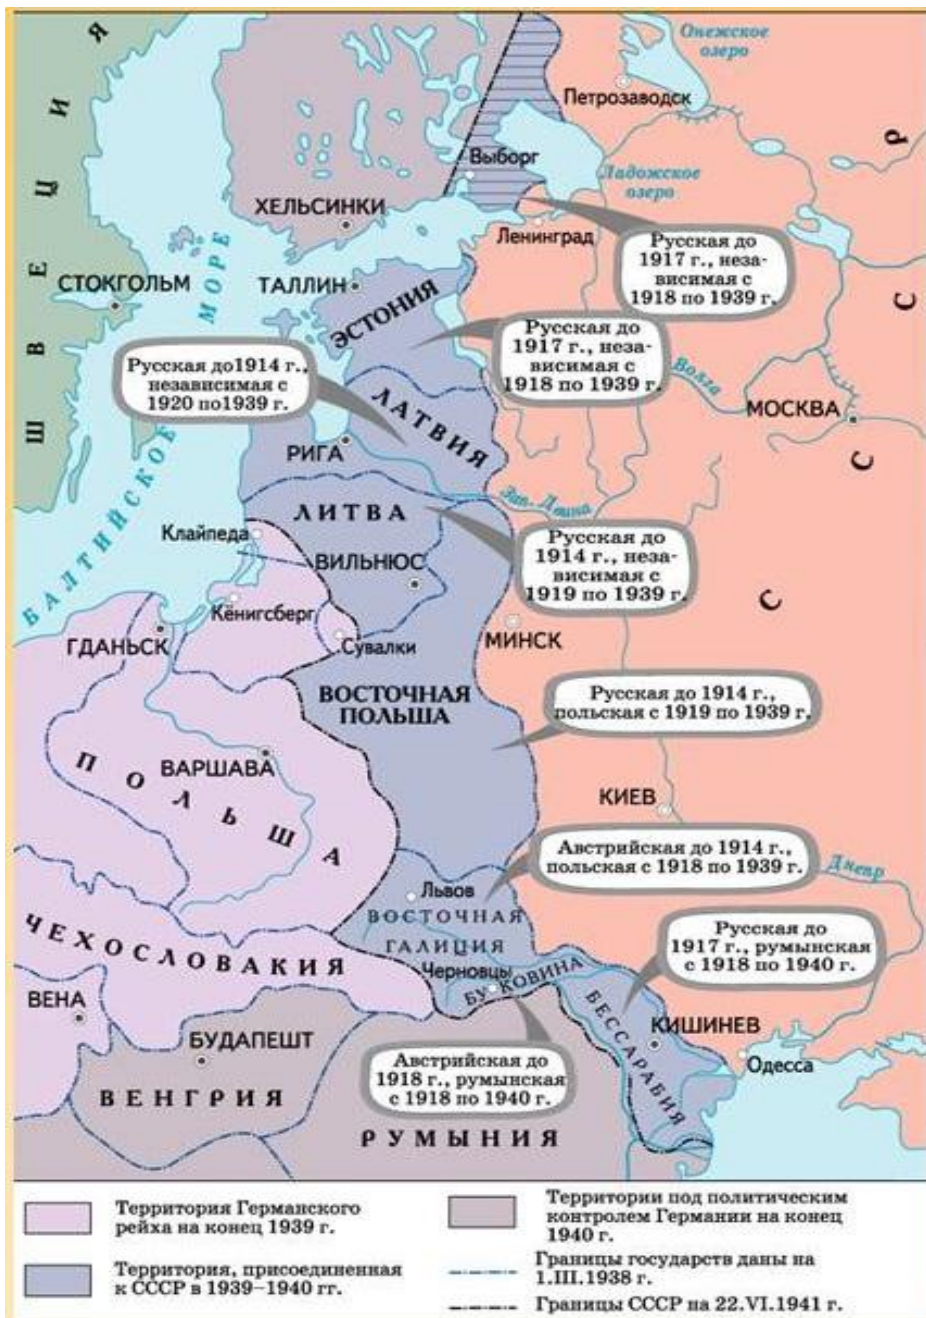 Онежское
озеро
Петрозаводск
Выборг
Ладожское
озеро
ХЕЛЬСИНКИ
Ленинград
Русская до
1917 г., неза-
висимая с
1918 по 1939 г.
ШВЕЦИЯ
СТОКГОЛЬМ
БАЛТИЙСКОЕ МОРЕ
ТАЛЛИН
ЭСТОНИЯ
Русская до
1917 г., неза-
висимая с
1918 по 1939 г.
Русская до1914 г.,
независимая с
1920 по1939 г.
ЛАТВИЯ
Волга
МОСКВА
СССР
РИГА
Зап. Двина
ЛИТВА
Клайпеда
ВИЛЬНЮС
Русская до
1914 г., неза-
висимая с
1919 по 1939 г.
Кёнигсберг
ГДАНЬСК
Сувалки
МИНСК
ВОСТОЧНАЯ
ПОЛЬША
Русская до 1914 г.,
польская с 1919 по 1939 г.
ПОЛЬША
ВАРШАВА
КИЕВ
Австрийская до 1914 г.,
польская с 1918 по 1939 г.
Днепр
Львов
ВОСТОЧНАЯ
ГАЛИЦИЯ
Русская до
1917 г., румынская
с 1918 по 1940 г.
ЧЕХОСЛОВАКИЯ
Черновцы
БУКОВИНА
ВЕНА
БЕССАРАБИЯ
КИШИНЕВ
БУДАПЕШТ
Одесса
Австрийская до
1918 г., румынская
с 1918 по 1940 г.
ВЕНГРИЯ
РУМЫНИЯ
Территория Германского
рейха на конец 1939 г.
Территория, присоединенная
к СССР в 1939–1940 гг.
Территории под политическим
контролем Германии на конец
1940 г.
Границы государств даны на
1.III.1938 г.
Границы СССР на 22.VI.1941 г.